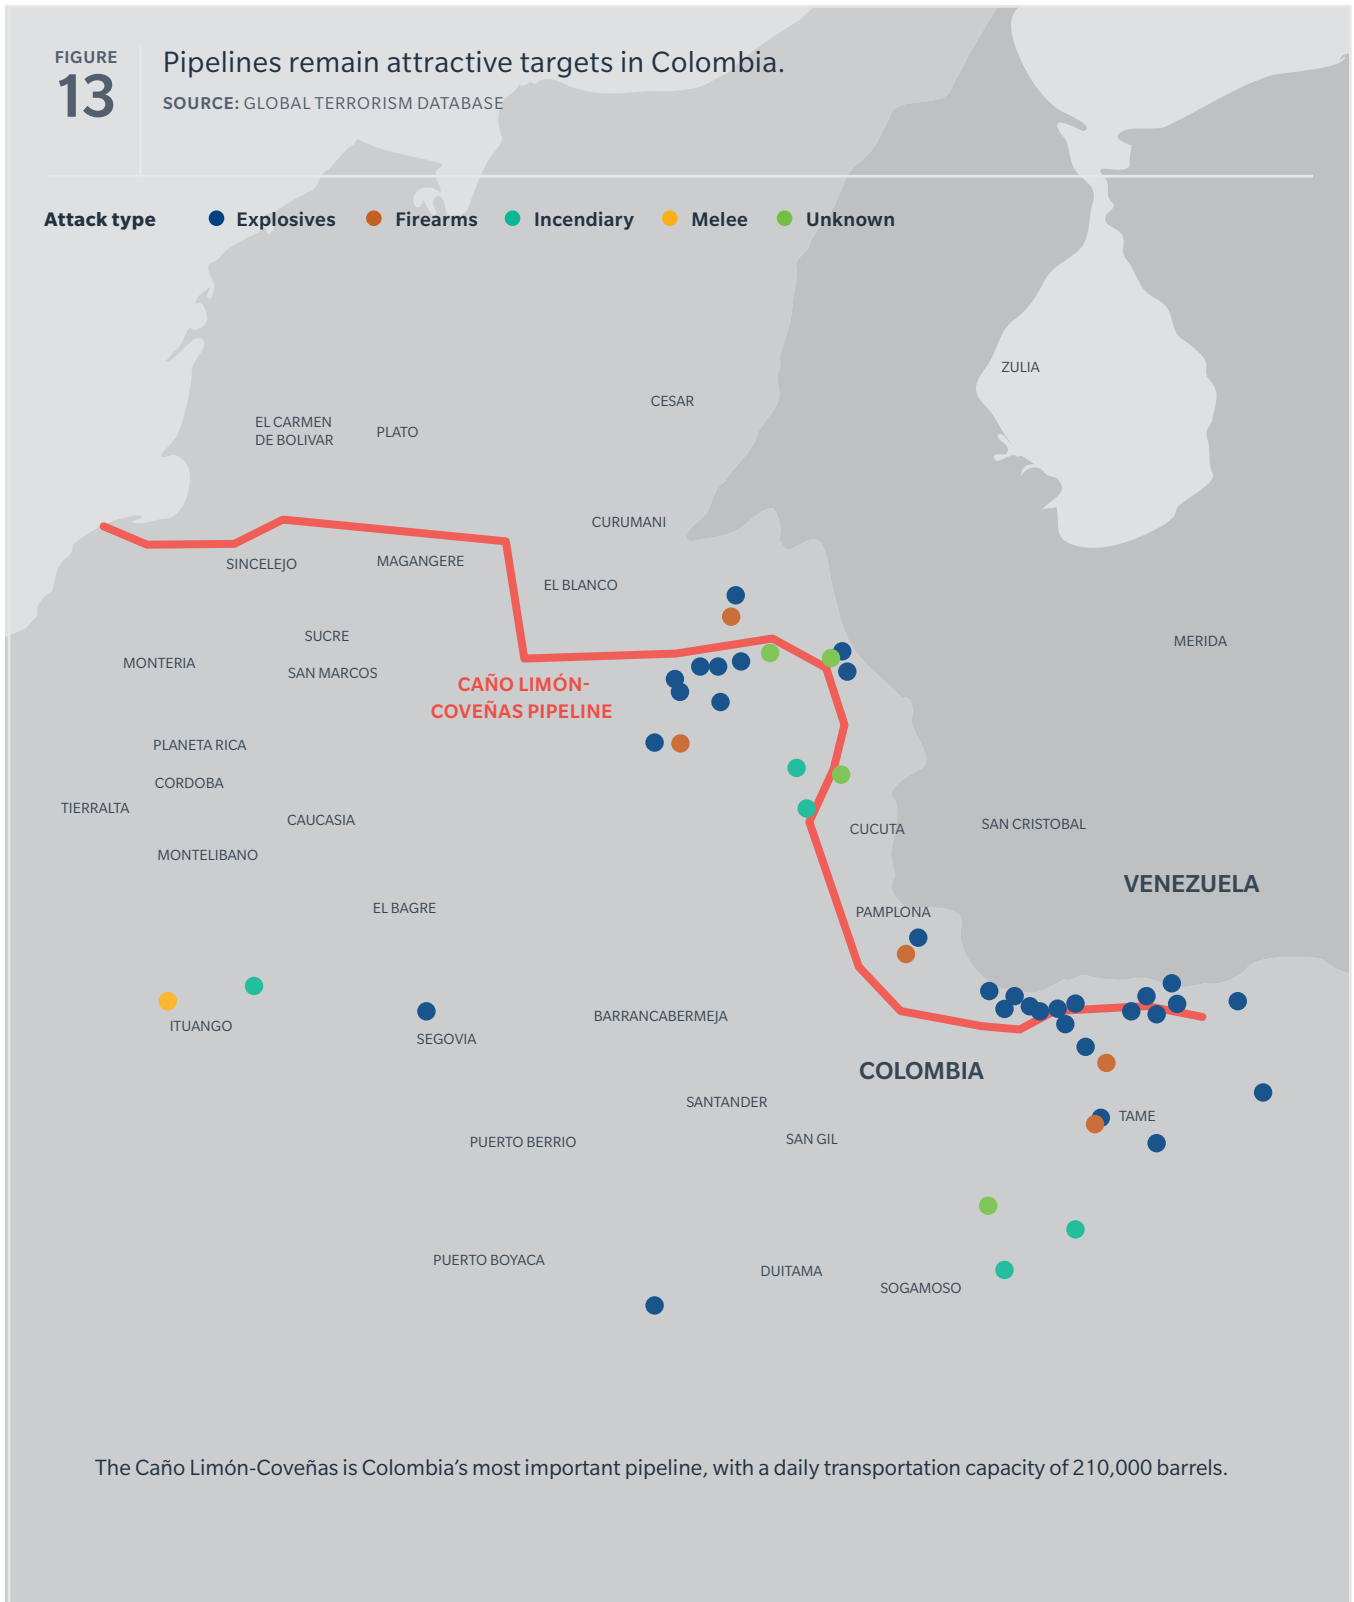 FIGURE
13
Pipelines remain attractive targets in Colombia.
SOURCE: GLOBAL TERRORISM DATABASE
Attack type Explosives Firearms Incendiary Melee Unknown
ZULIA
CESAR
EL CARMEN
DE BOLIVAR
PLATO
CURUMANI
SINCELEJO
MAGANGERE
EL BLANCO
SUCRE
MERIDA
MONTERIA
SAN MARCOS
CAÑO LIMÓN-
COVEÑAS PIPELINE
PLANETA RICA
CORDOBA
TIERRALTA
CAUCASIA
CUCUTA
SAN CRISTOBAL
MONTELIBANO
VENEZUELA
EL BAGRE
PAMPLONA
ITUANGO
SEGOVIA
BARRANCABERMEJA
COLOMBIA
SANTANDER
TAME
PUERTO BERRIO
SAN GIL
PUERTO BOYACA
DUITAMA
SOGAMOSO
The Caño Limón-Coveñas is Colombia’s most important pipeline, with a daily transportation capacity of 210,000 barrels.